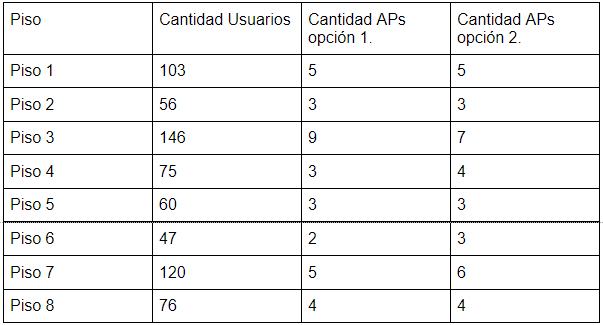 Piso Cantidad Usuarios Cantidad APs opción 1. Cantidad APs opción 2.
Piso 1 103 5 5
Piso 2 56 3 3
Piso 3 146 9 7
Piso 4 75 3 4
Piso 5 60 3 3
Piso 6 47 2 3
Piso 7 120 5 6
Piso 8 76 4 4